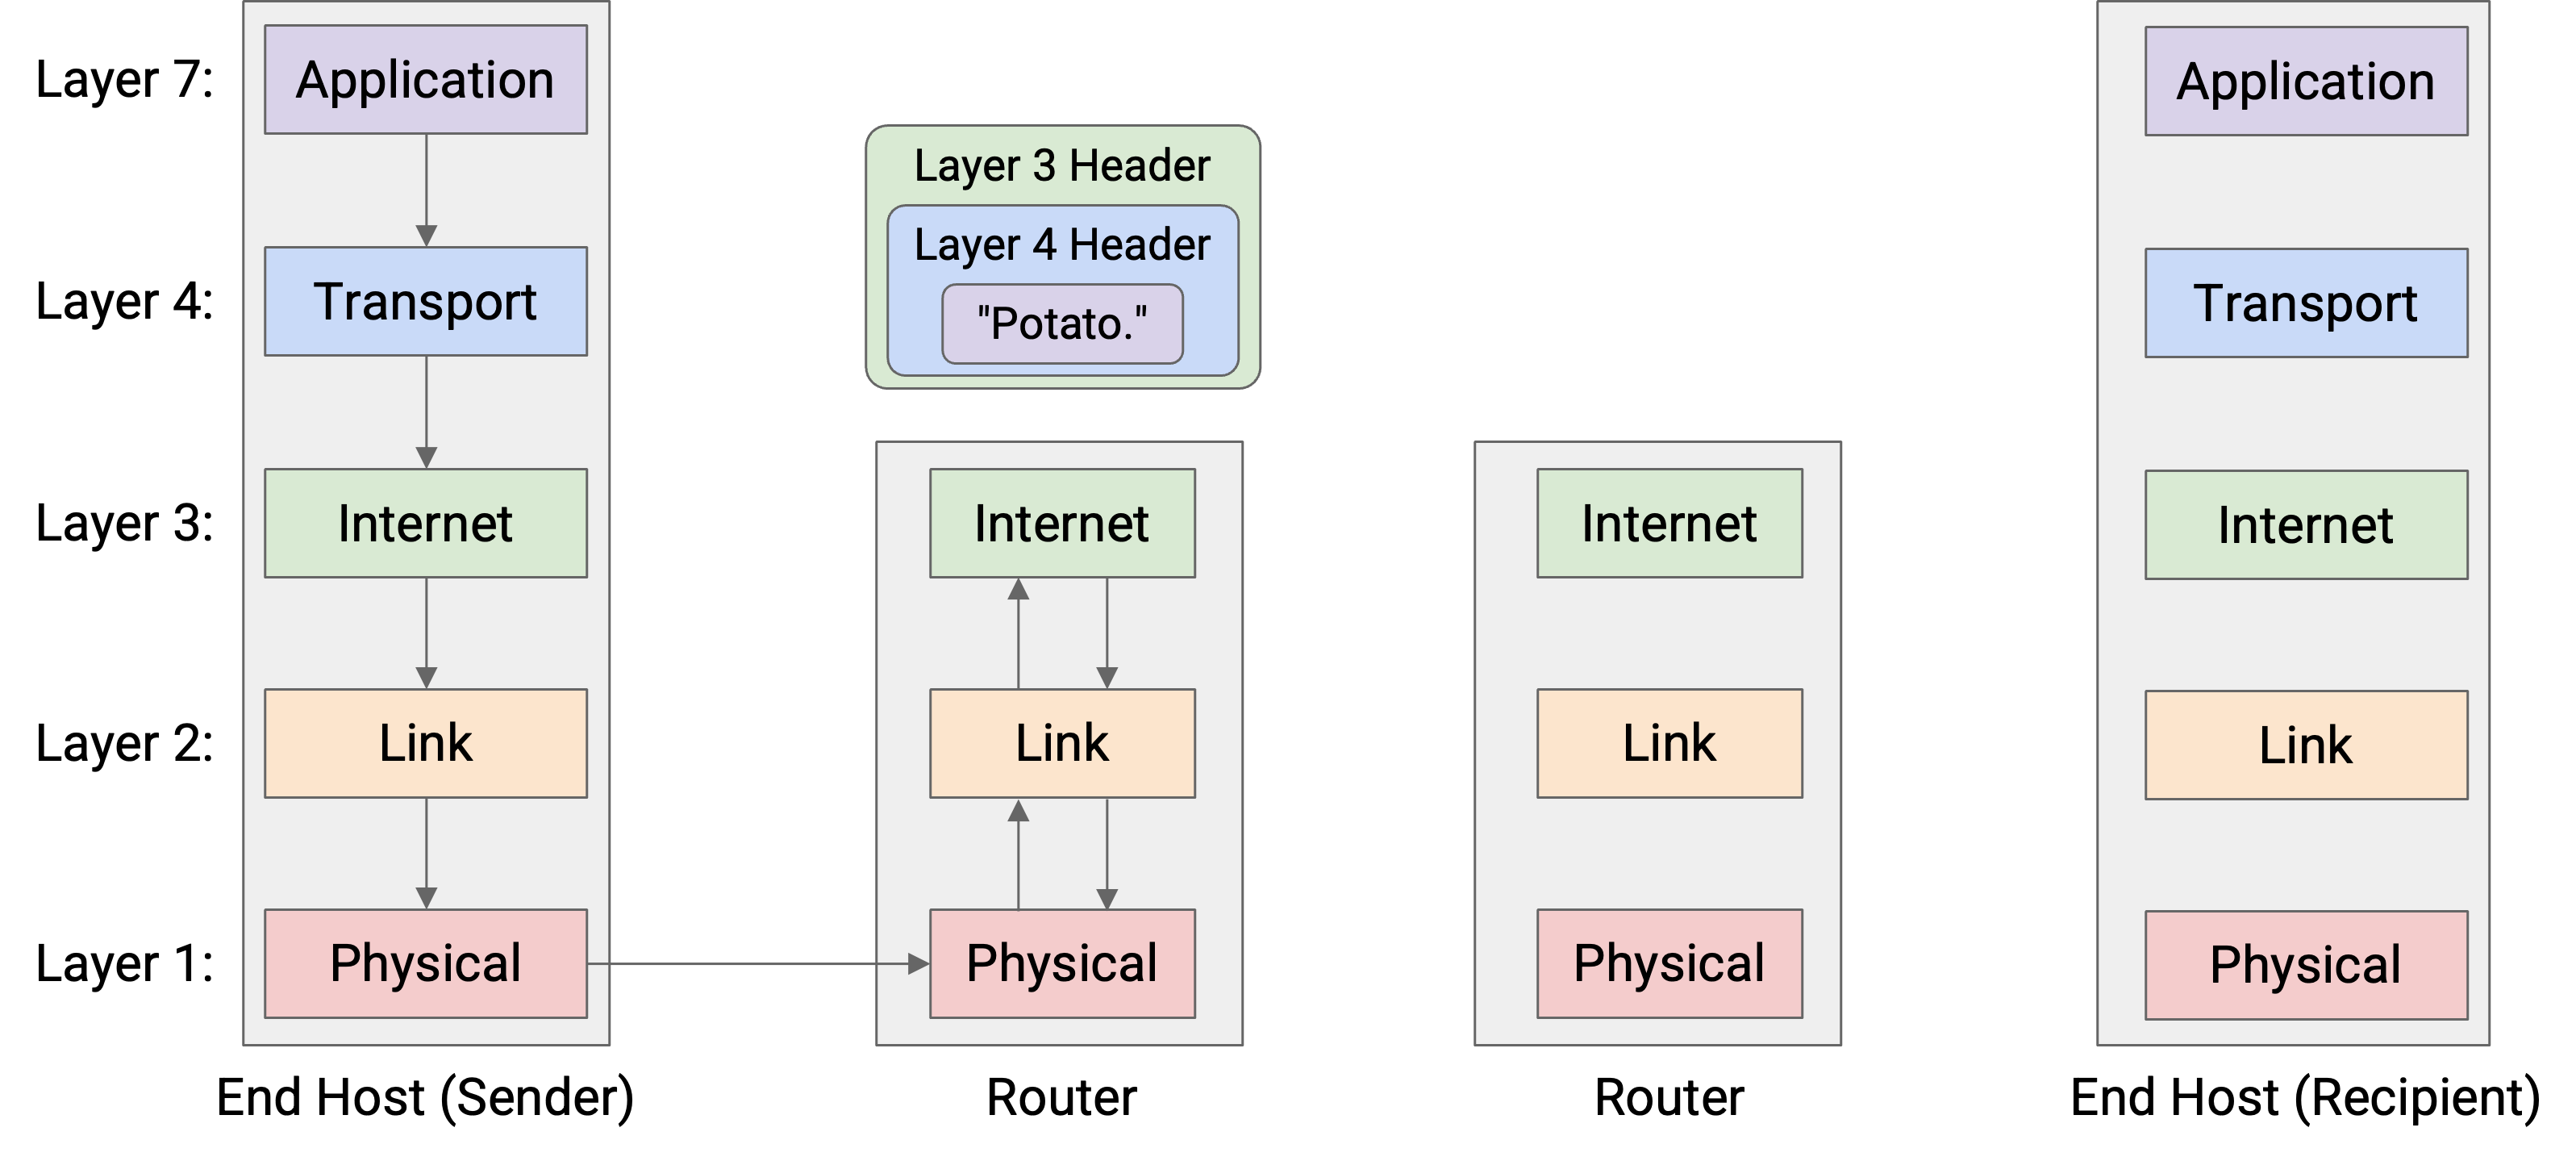 Layer 7:
Application
Application
Layer 3 Header
Layer 4 Header
"Potato."
Layer 4:
Transport
Transport
Layer 3:
Internet
Internet
Internet
Internet
Layer 2:
Link
Link
Link
Link
Layer 1:
Physical
Physical
Physical
Physical
End Host (Sender)
Router
Router
End Host (Recipient)